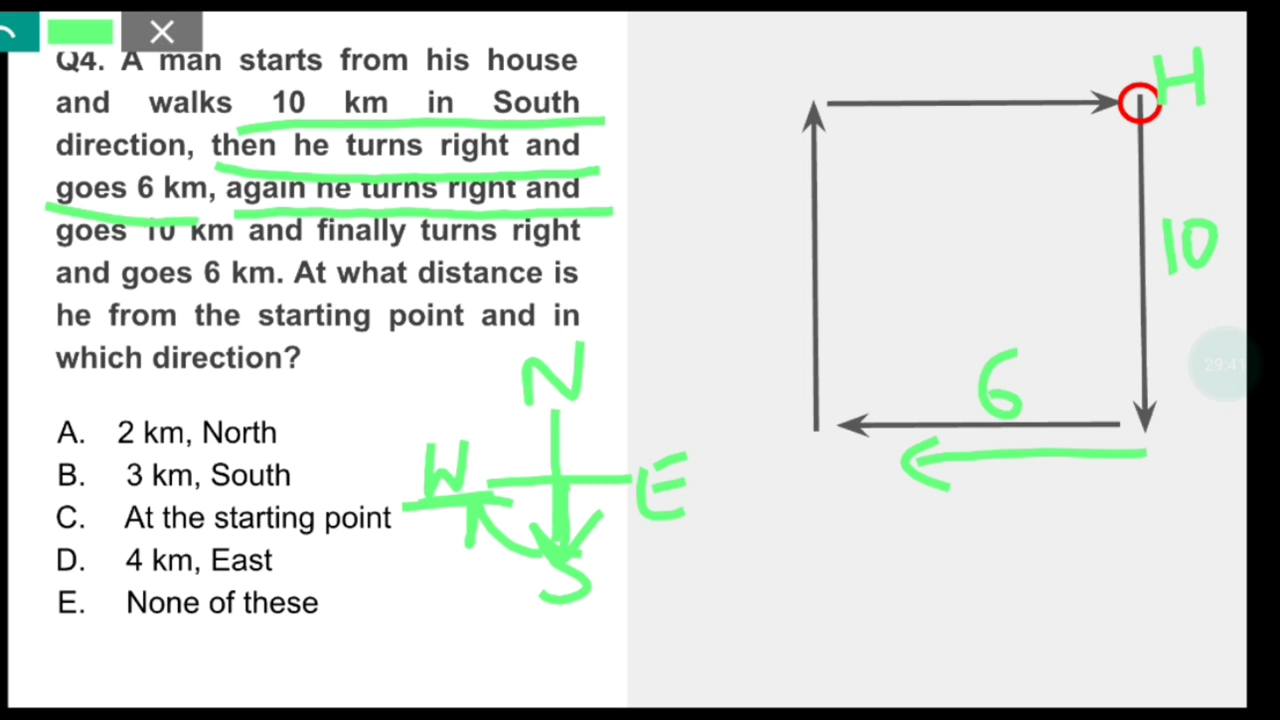 Q4. A man starts from his house
and walks 10 km in South
direction, then he turns right and
goes 6 km, again he turns right and
goes 10 km and finally turns right
and goes 6 km. At what distance is
he from the starting point and in
which direction?
A. 2 km, North
B. 3 km, South
C. At the starting point
D. 4 km, East
E. None of these
N
W
E
S
H
10
6
29:41